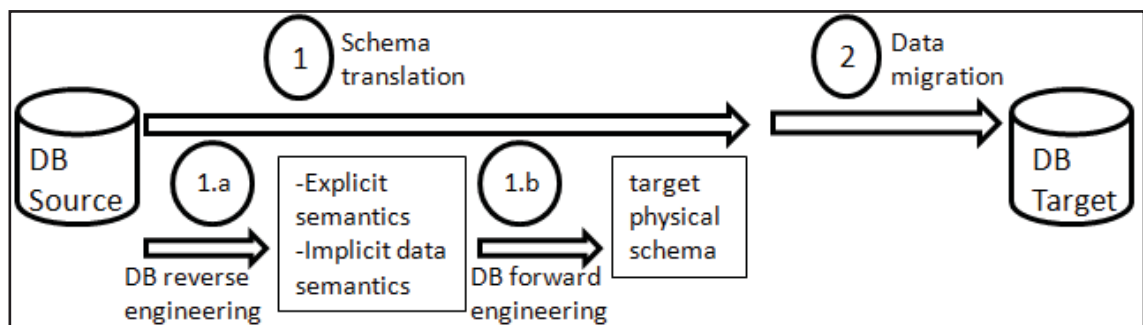 1
Schema
translation
2
Data
migration
DB
Source
1.a
-Explicit
semantics
-Implicit data
semantics
1.b
target
physical
schema
DB
Target
DB reverse
engineering
DB forward
engineering